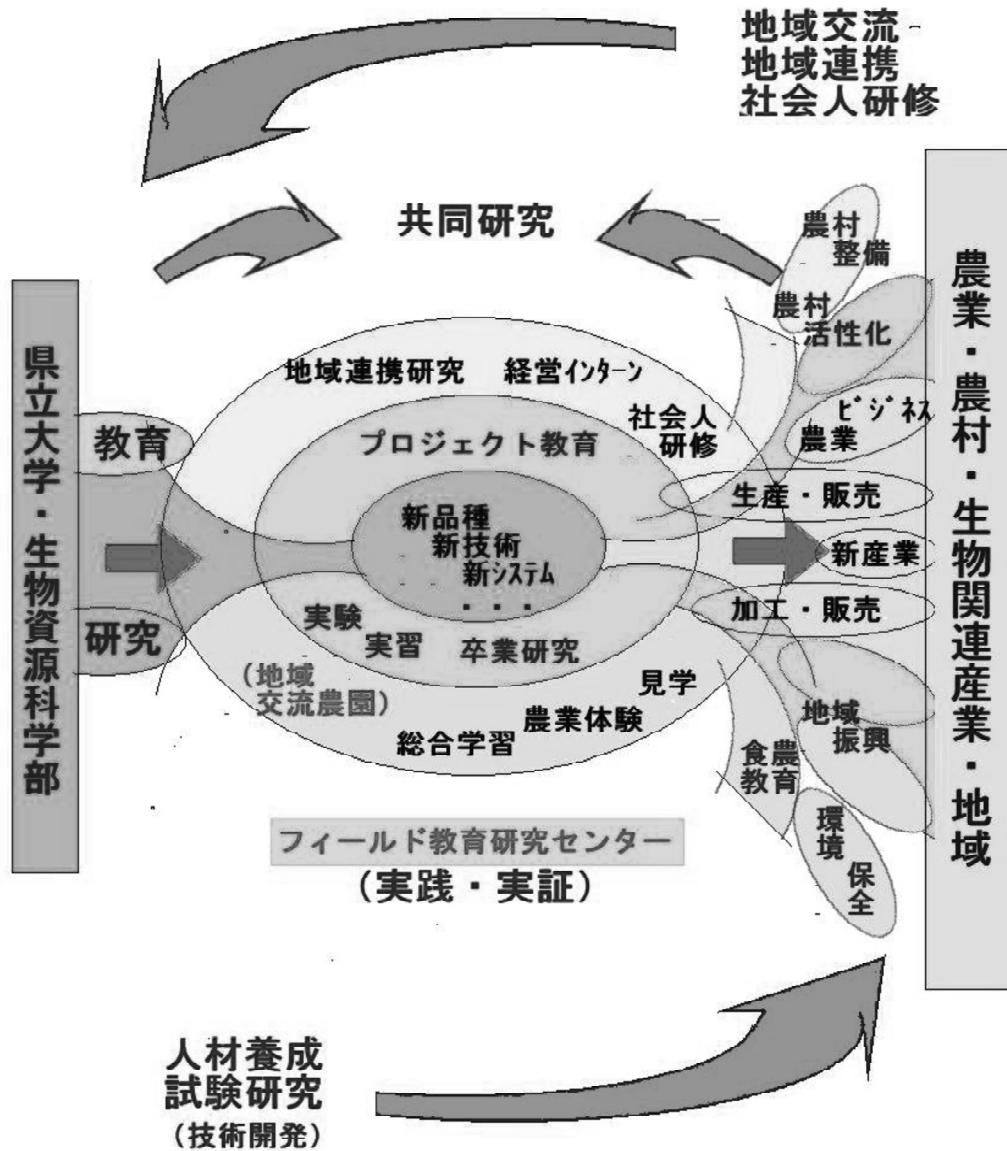 地域交流
地域連携
社会人研修
共同研究
農村
整備
農村
活性化
県立大学・生物資源科学部
農業・農村・生物関連産業・地域
地域連携研究 経営インターン
社会人
研修
ビジネス
農業
教育
プロジェクト教育
生産・販売
新品種
新技術
新システム
・・・
新産業
加工・販売
研究
実験
実習 卒業研究
(地域
交流農園)
見学
農業体験
総合学習
地域
振興
食農
教育
環境
保全
フィールド教育研究センター
(実践・実証)
人材養成
試験研究
(技術開発)